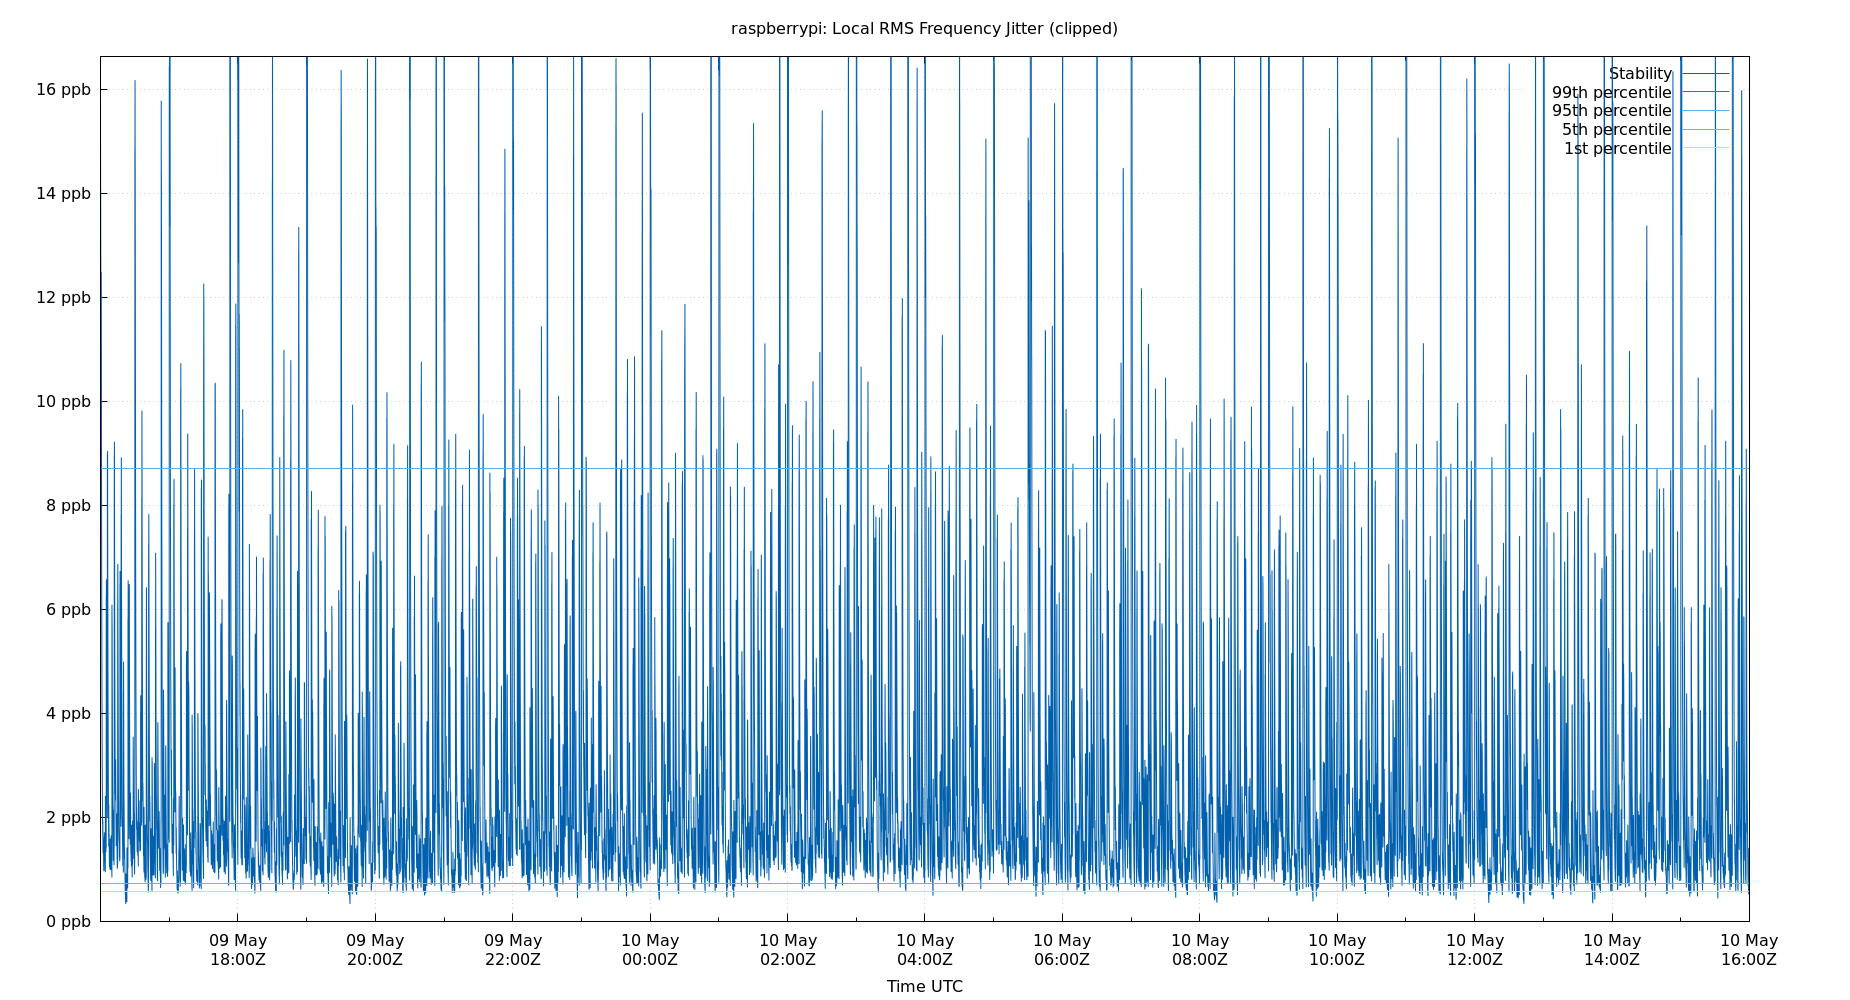 raspberrypi: Local RMS Frequency Jitter (clipped)
Stability
99th percentile
95th percentile
5th percentile
1st percentile
16 ppb
14 ppb
12 ppb
10 ppb
8 ppb
6 ppb
4 ppb
2 ppb
0 ppb
09 May 09 May 09 May 10 May 10 May 10 May 10 May 10 May 10 May 10 May 10 May 10 May
18:00Z 20:00Z 22:00Z 00:00Z 02:00Z 04:00Z 06:00Z 08:00Z 10:00Z 12:00Z 14:00Z 16:00Z
Time UTC